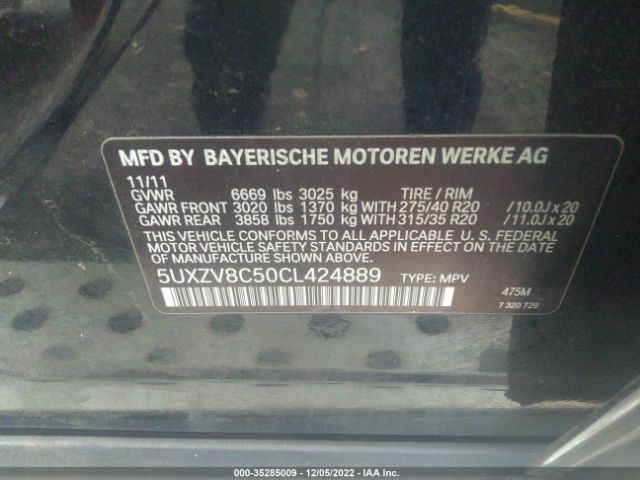 MFD BY BAYERISCHE MOTOREN WERKE AG
11/11
GVWR 6669 lbs 3025 kg TIRE / RIM
GAWR FRONT 3020 lbs 1370 kg WITH 275/40 R20 /10.0J x 20
GAWR REAR 3858 lbs 1750 kg WITH 315/35 R20 /11.0J x 20
THIS VEHICLE CONFORMS TO ALL APPLICABLE U. S. FEDERAL
MOTOR VEHICLE SAFETY STANDARDS IN EFFECT ON THE DATE
OF MANUFACTURE SHOWN ABOVE.
5UXZV8C50CL424889 TYPE: MPV
475M
7 320 729
000-35285009 - 12/05/2022 - IAAI.COM